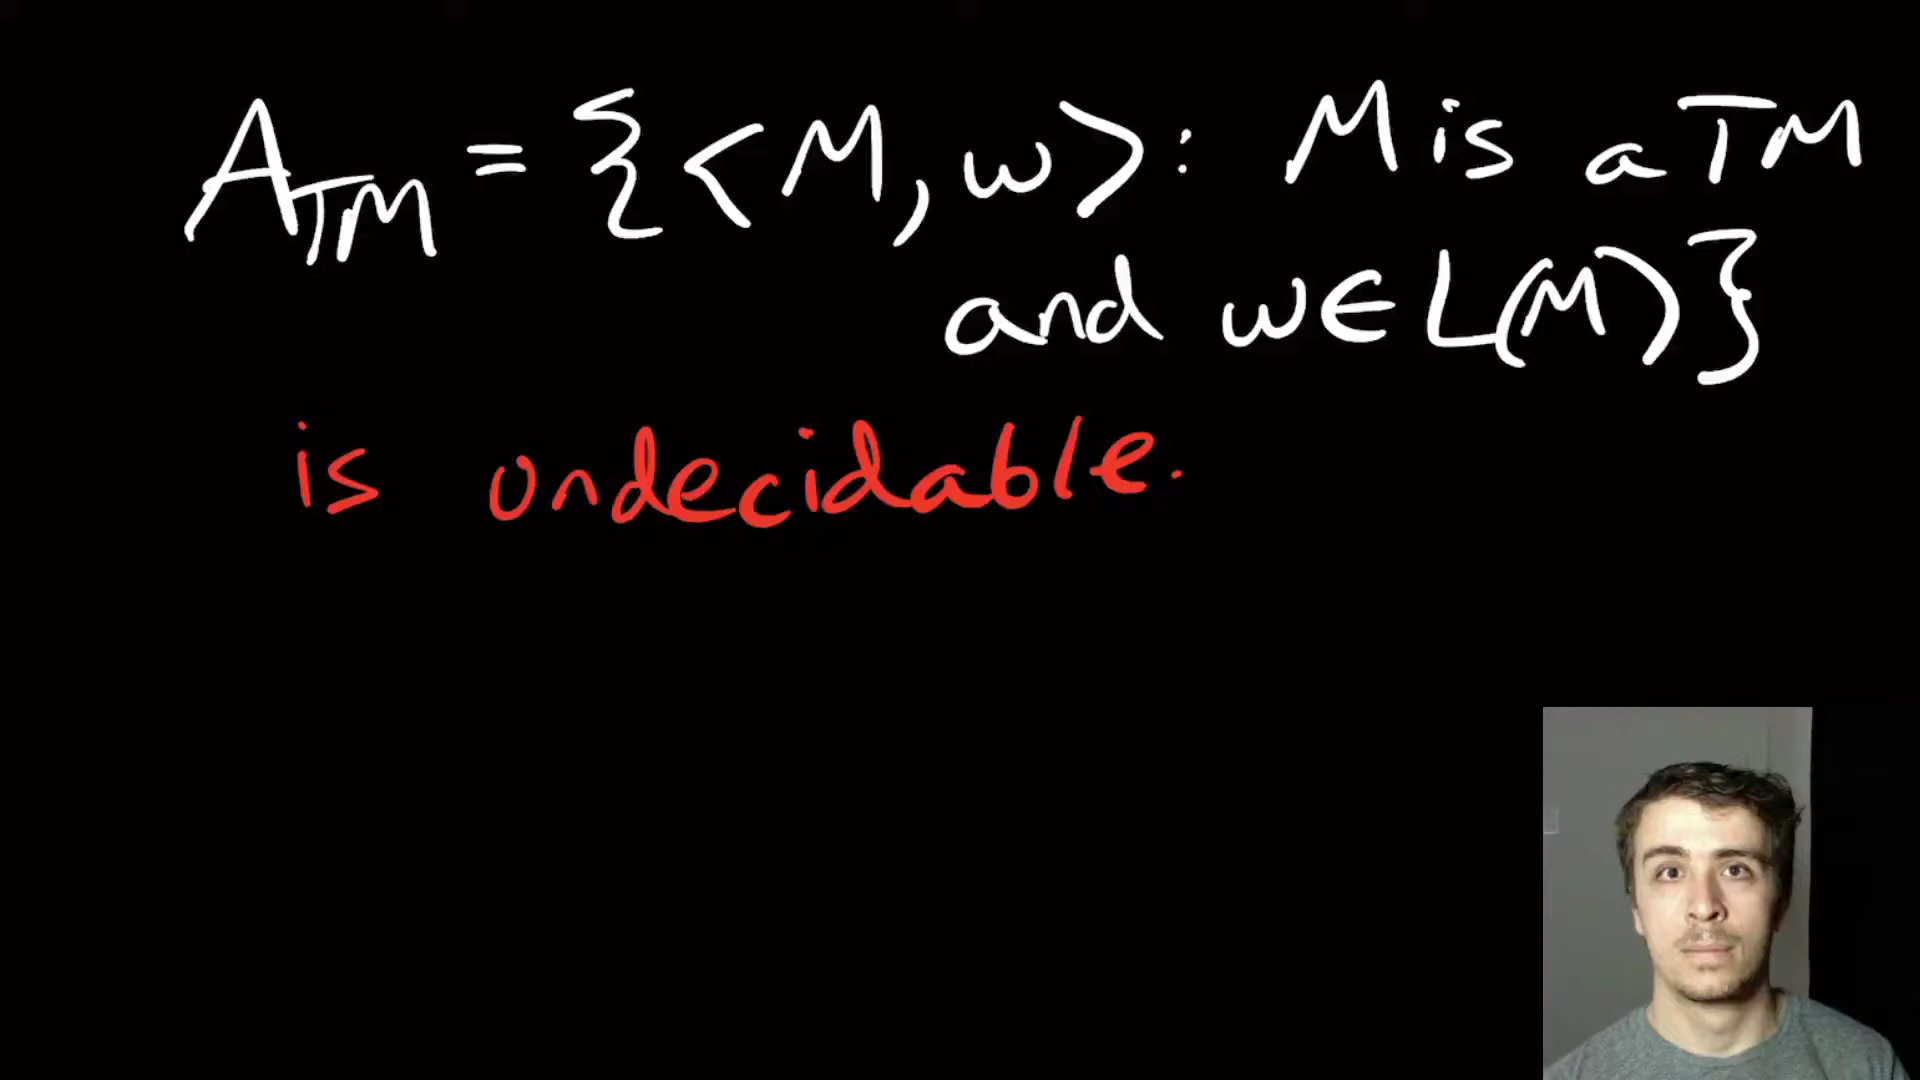 A_TM = {<M, w>: M is a TM
and w∈L(M)}
is undecidable.